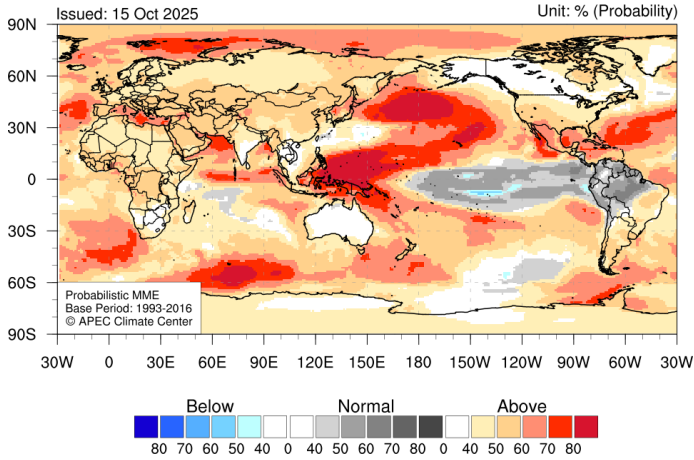 Issued: 15 Oct 2025 Unit: % (Probability)
90N
60N
30N
0
30S
60S
90S
Probabilistic MME
Base Period: 1993-2016
© APEC Climate Center
30W 0 30E 60E 90E 120E 150E 180 150W 120W 90W 60W 30W
Below Normal Above
80 70 60 50 40 0 40 50 60 70 80 0 40 50 60 70 80